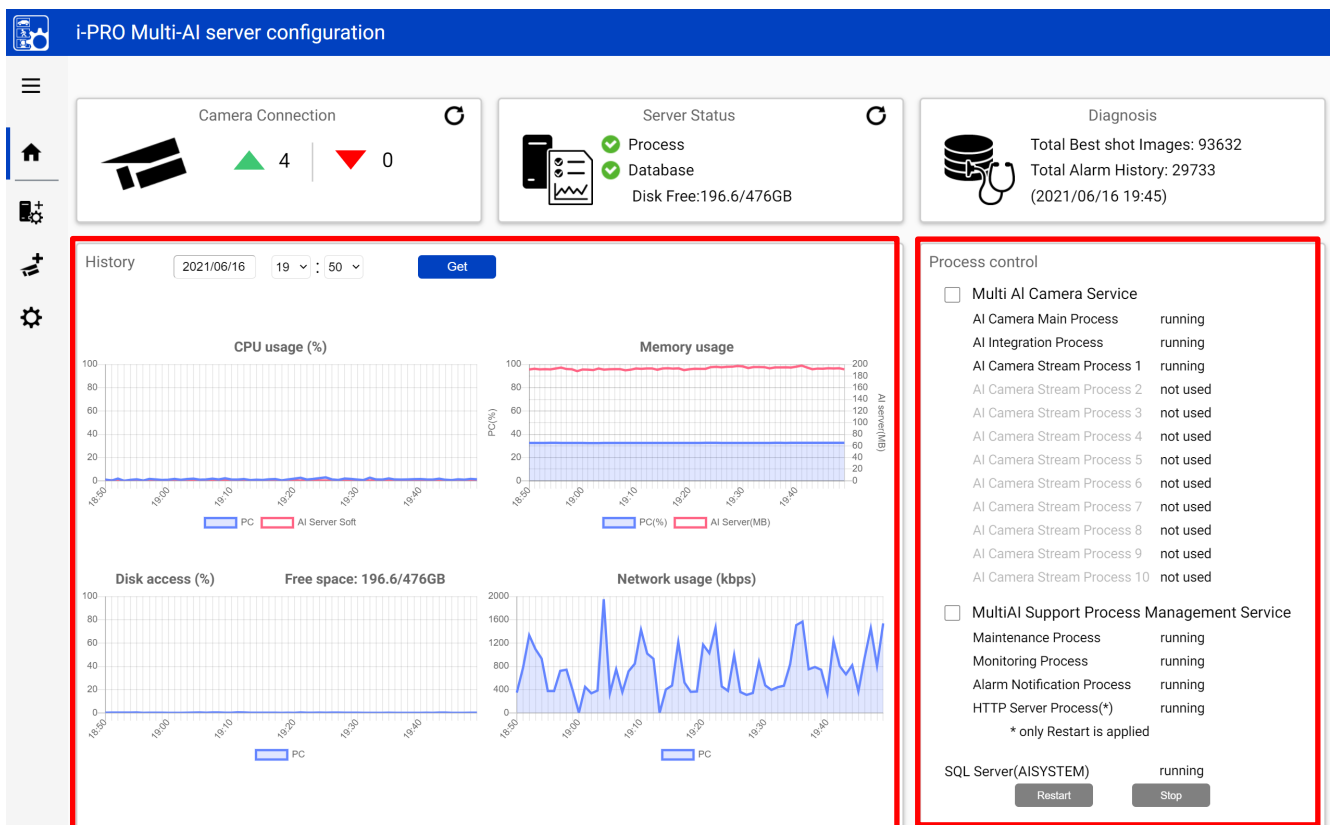 i-PRO Multi-AI server configuration
Camera Connection
4
0
Server Status
Process
Database
Disk Free:196.6/476GB
Diagnosis
Total Best shot Images: 93632
Total Alarm History: 29733
(2021/06/16 19:45)
History
2021/06/16
19 : 50
Get
CPU usage (%)
100
80
60
40
20
0
18:50 19:00 19:10 19:20 19:30 19:40
PC AI Server Soft
Memory usage
PC(%)
100
80
60
40
20
0
200
180
160
140
120
100
80
60
40
20
0
AI server(MB)
18:50 19:00 19:10 19:20 19:30 19:40
PC(%) AI Server(MB)
Disk access (%) Free space: 196.6/476GB
100
80
60
40
20
0
18:50 19:00 19:10 19:20 19:30 19:40
PC
Network usage (kbps)
2000
1600
1200
800
400
0
18:50 19:00 19:10 19:20 19:30 19:40
PC
Process control
Multi AI Camera Service
AI Camera Main Process running
AI Integration Process running
AI Camera Stream Process 1 running
AI Camera Stream Process 2 not used
AI Camera Stream Process 3 not used
AI Camera Stream Process 4 not used
AI Camera Stream Process 5 not used
AI Camera Stream Process 6 not used
AI Camera Stream Process 7 not used
AI Camera Stream Process 8 not used
AI Camera Stream Process 9 not used
AI Camera Stream Process 10 not used
MultiAI Support Process Management Service
Maintenance Process running
Monitoring Process running
Alarm Notification Process running
HTTP Server Process(*) running
* only Restart is applied
SQL Server(AISYSTEM) running
Restart Stop